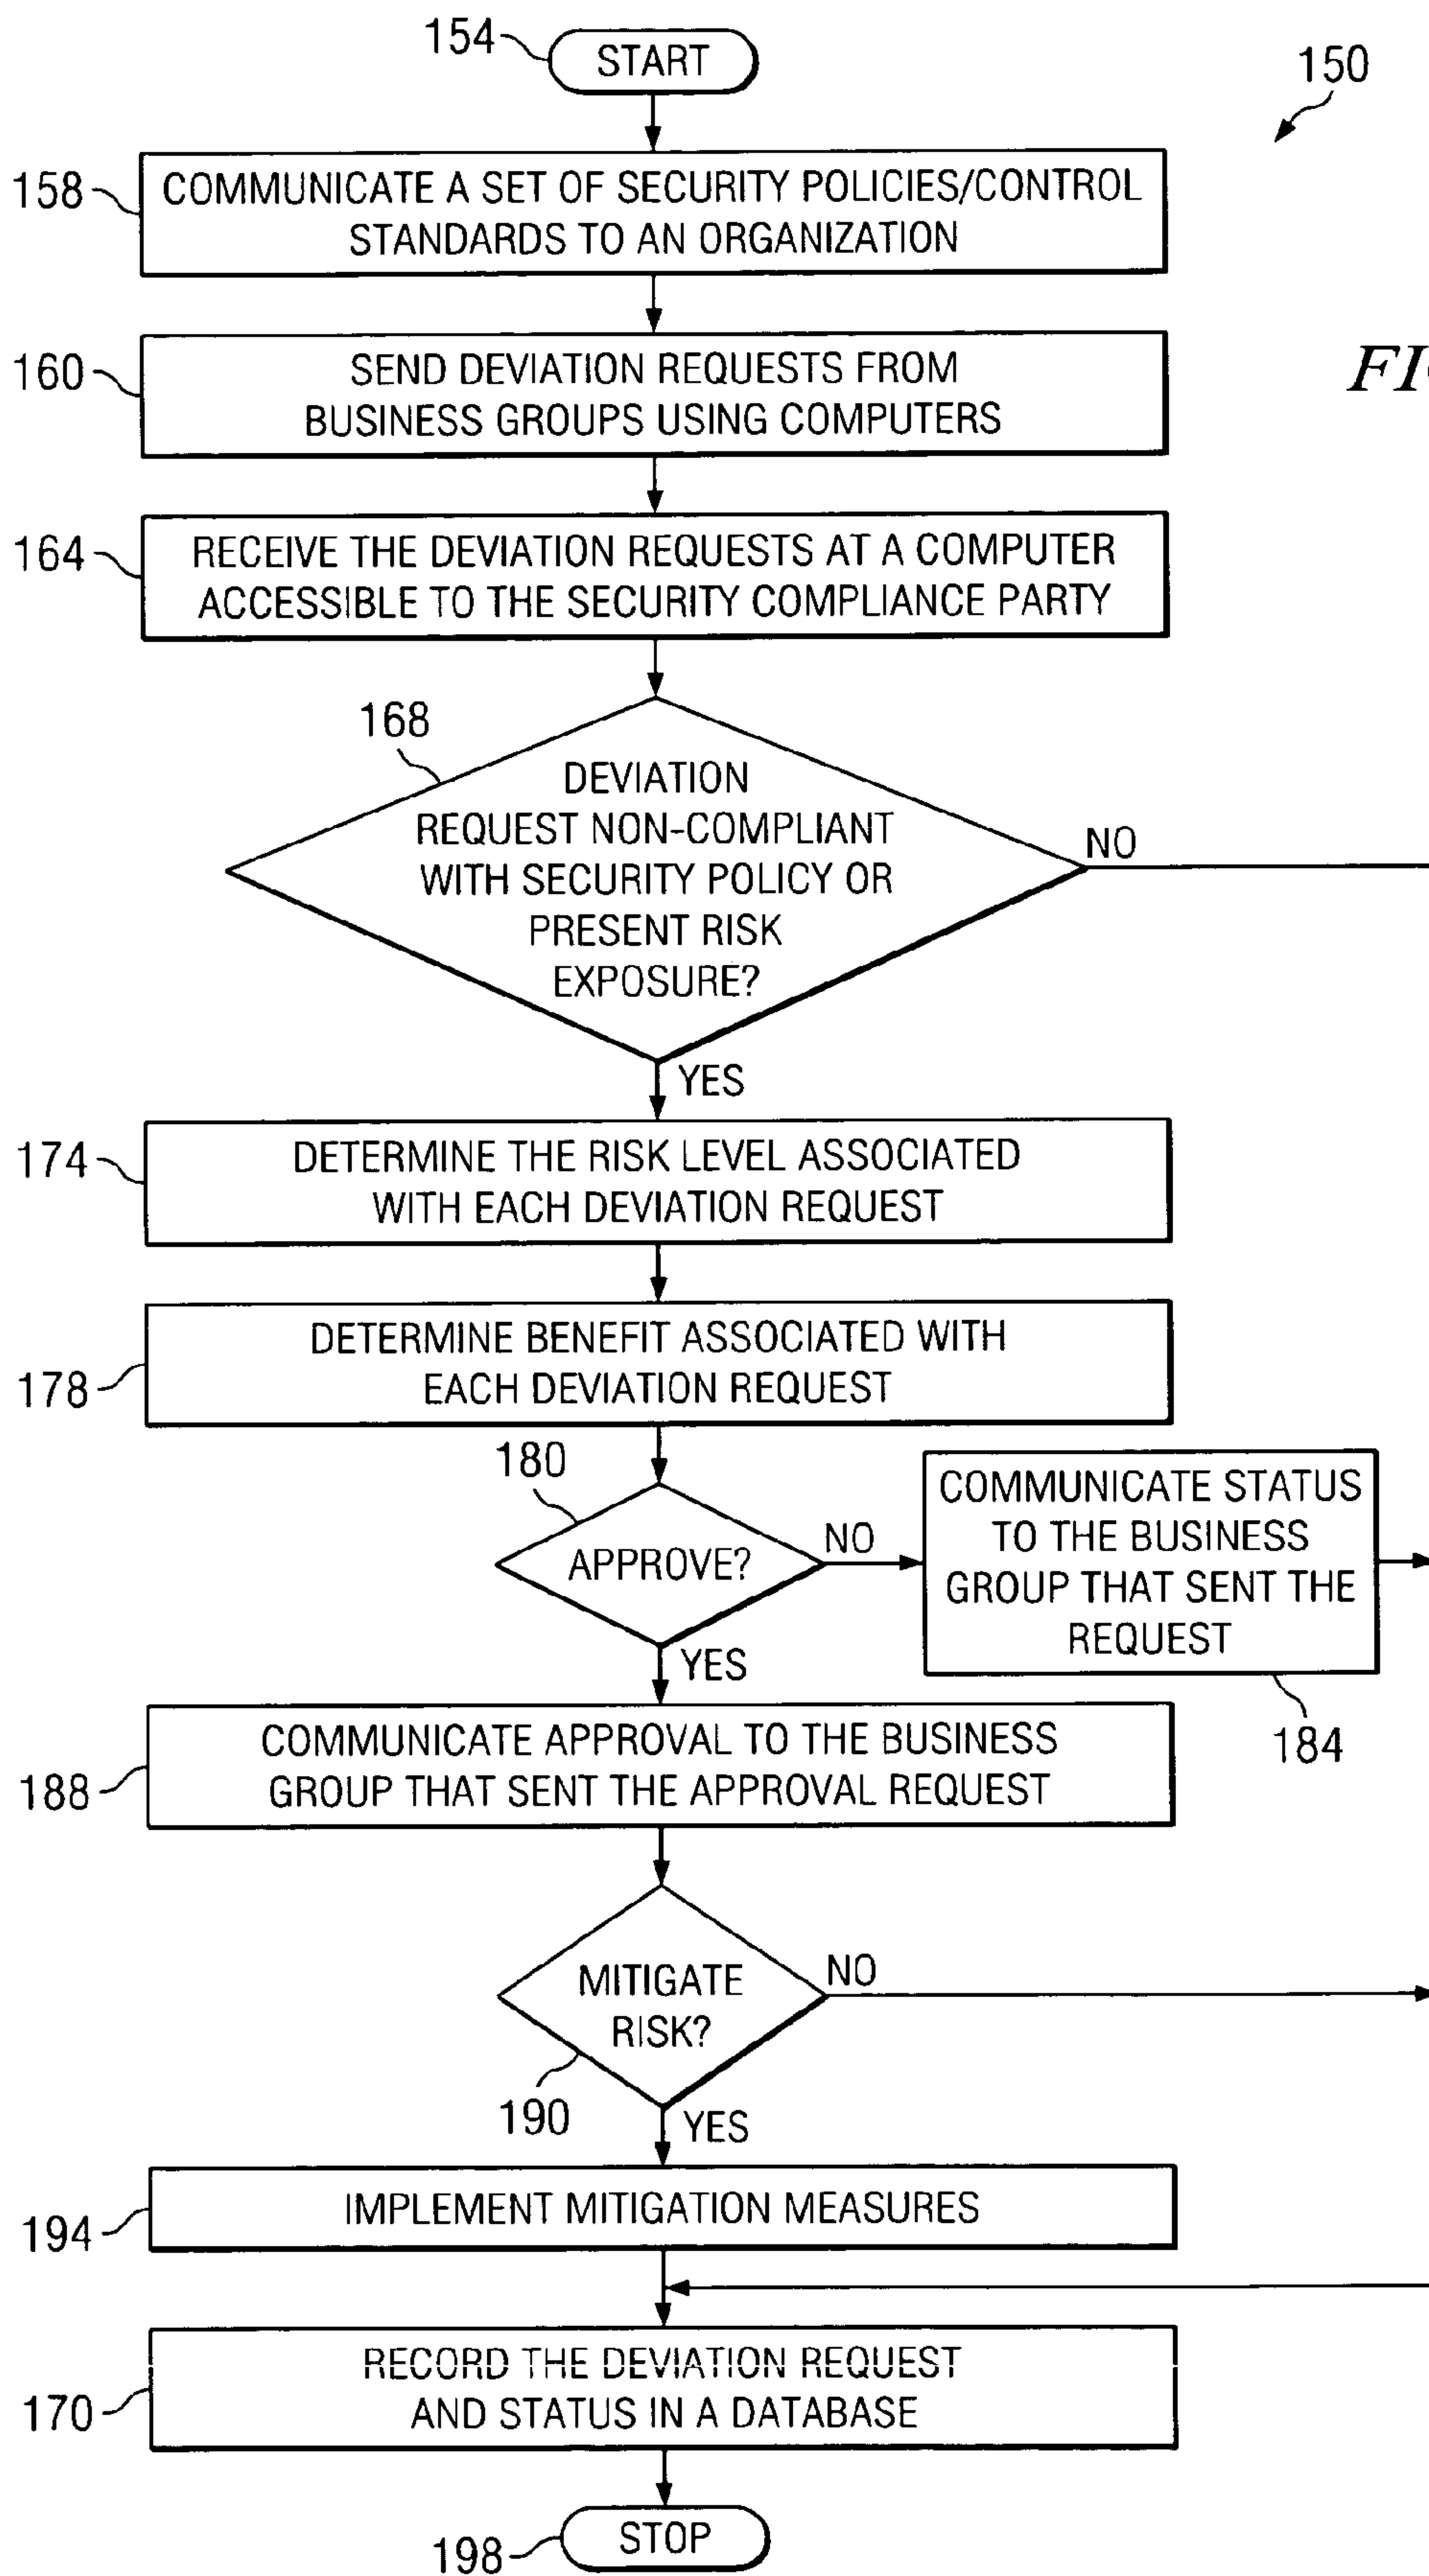 154
START
150
158
COMMUNICATE A SET OF SECURITY POLICIES/CONTROL
STANDARDS TO AN ORGANIZATION
160
SEND DEVIATION REQUESTS FROM
BUSINESS GROUPS USING COMPUTERS
164
RECEIVE THE DEVIATION REQUESTS AT A COMPUTER
ACCESSIBLE TO THE SECURITY COMPLIANCE PARTY
168
DEVIATION
REQUEST NON-COMPLIANT
WITH SECURITY POLICY OR
PRESENT RISK
EXPOSURE?
NO
YES
174
DETERMINE THE RISK LEVEL ASSOCIATED
WITH EACH DEVIATION REQUEST
178
DETERMINE BENEFIT ASSOCIATED WITH
EACH DEVIATION REQUEST
180
APPROVE?
NO
COMMUNICATE STATUS
TO THE BUSINESS
GROUP THAT SENT THE
REQUEST
184
YES
188
COMMUNICATE APPROVAL TO THE BUSINESS
GROUP THAT SENT THE APPROVAL REQUEST
MITIGATE
RISK?
NO
190
YES
194
IMPLEMENT MITIGATION MEASURES
170
RECORD THE DEVIATION REQUEST
AND STATUS IN A DATABASE
198
STOP